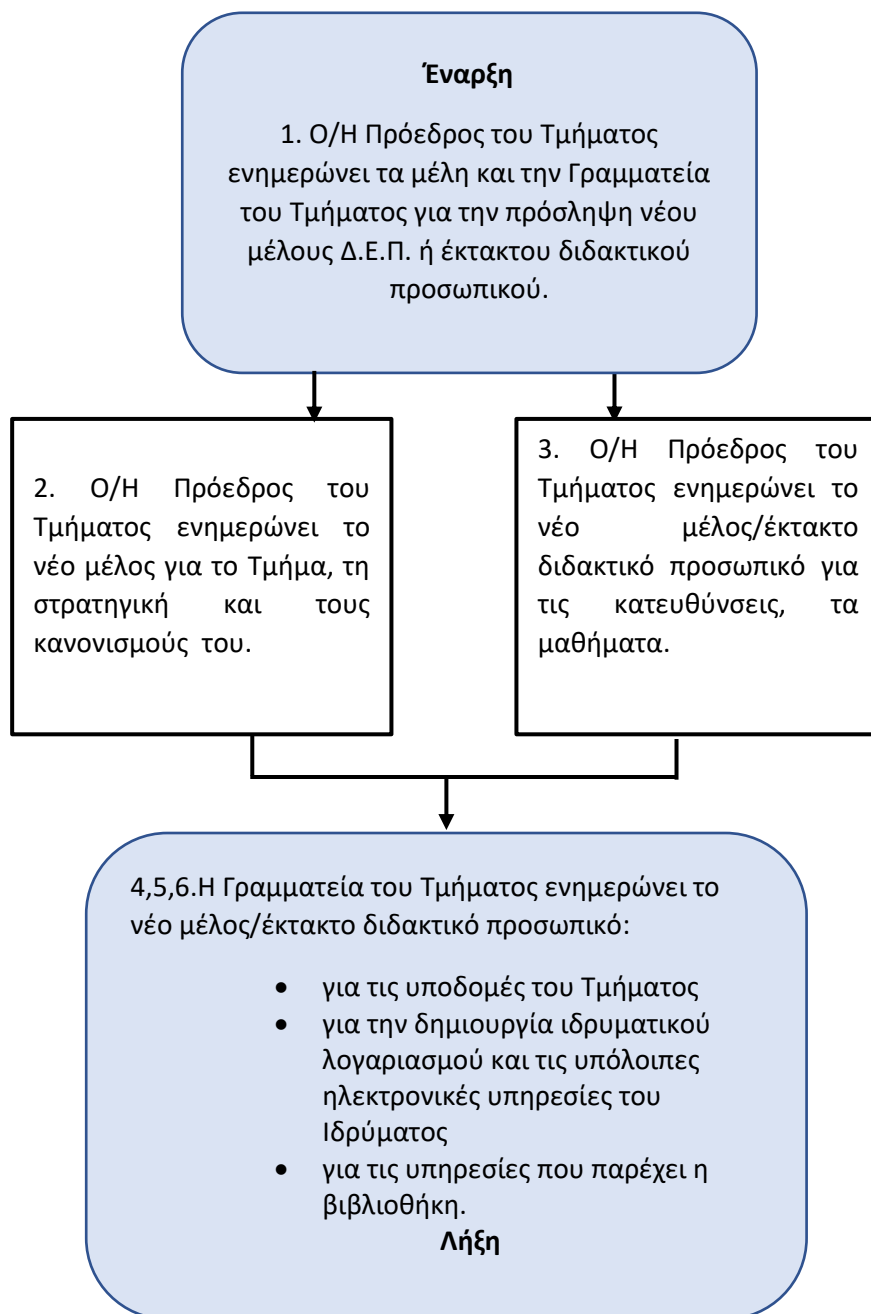 Έναρξη
1. Ο/Η Πρόεδρος του Τμήματος
ενημερώνει τα μέλη και την Γραμματεία
του Τμήματος για την πρόσληψη νέου
μέλους Δ.Ε.Π. ή έκτακτου διδακτικού
προσωπικού.
2. Ο/Η Πρόεδρος του
Τμήματος ενημερώνει το
νέο μέλος για το Τμήμα, τη
στρατηγική και τους
κανονισμούς του.
3. Ο/Η Πρόεδρος του
Τμήματος ενημερώνει το
νέο μέλος/έκτακτο
διδακτικό προσωπικό για
τις κατευθύνσεις, τα
μαθήματα.
4,5,6.Η Γραμματεία του Τμήματος ενημερώνει το
νέο μέλος/έκτακτο διδακτικό προσωπικό:
• για τις υποδομές του Τμήματος
• για την δημιουργία ιδρυματικού
λογαριασμού και τις υπόλοιπες
ηλεκτρονικές υπηρεσίες του
Ιδρύματος
• για τις υπηρεσίες που παρέχει η
βιβλιοθήκη.
Λήξη